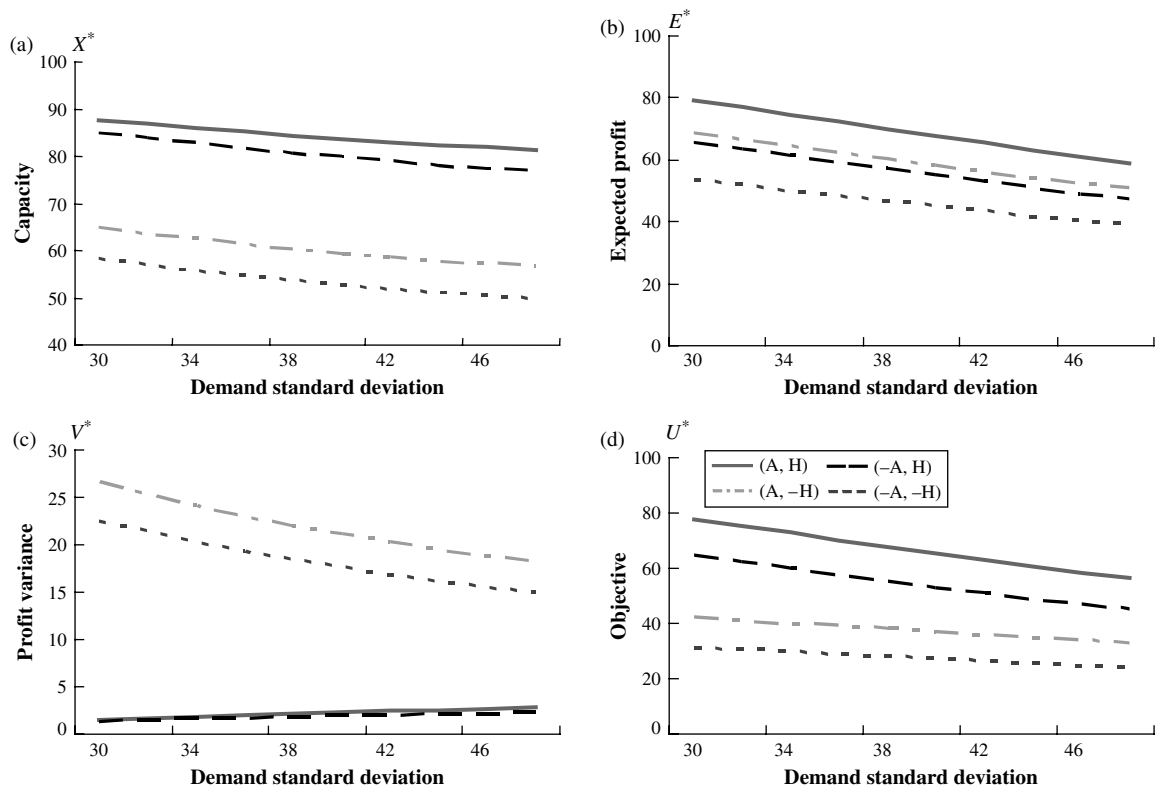 (a)
X*
100
90
80
70
60
50
40
Capacity
30 34 38 42 46
Demand standard deviation
(b)
E*
100
80
60
40
20
0
Expected profit
30 34 38 42 46
Demand standard deviation
(c)
V*
30
25
20
15
10
5
0
Profit variance
30 34 38 42 46
Demand standard deviation
(d)
U*
100
80
60
40
20
0
Objective
(A, H) (–A, H)
(A, –H) (–A, –H)
30 34 38 42 46
Demand standard deviation